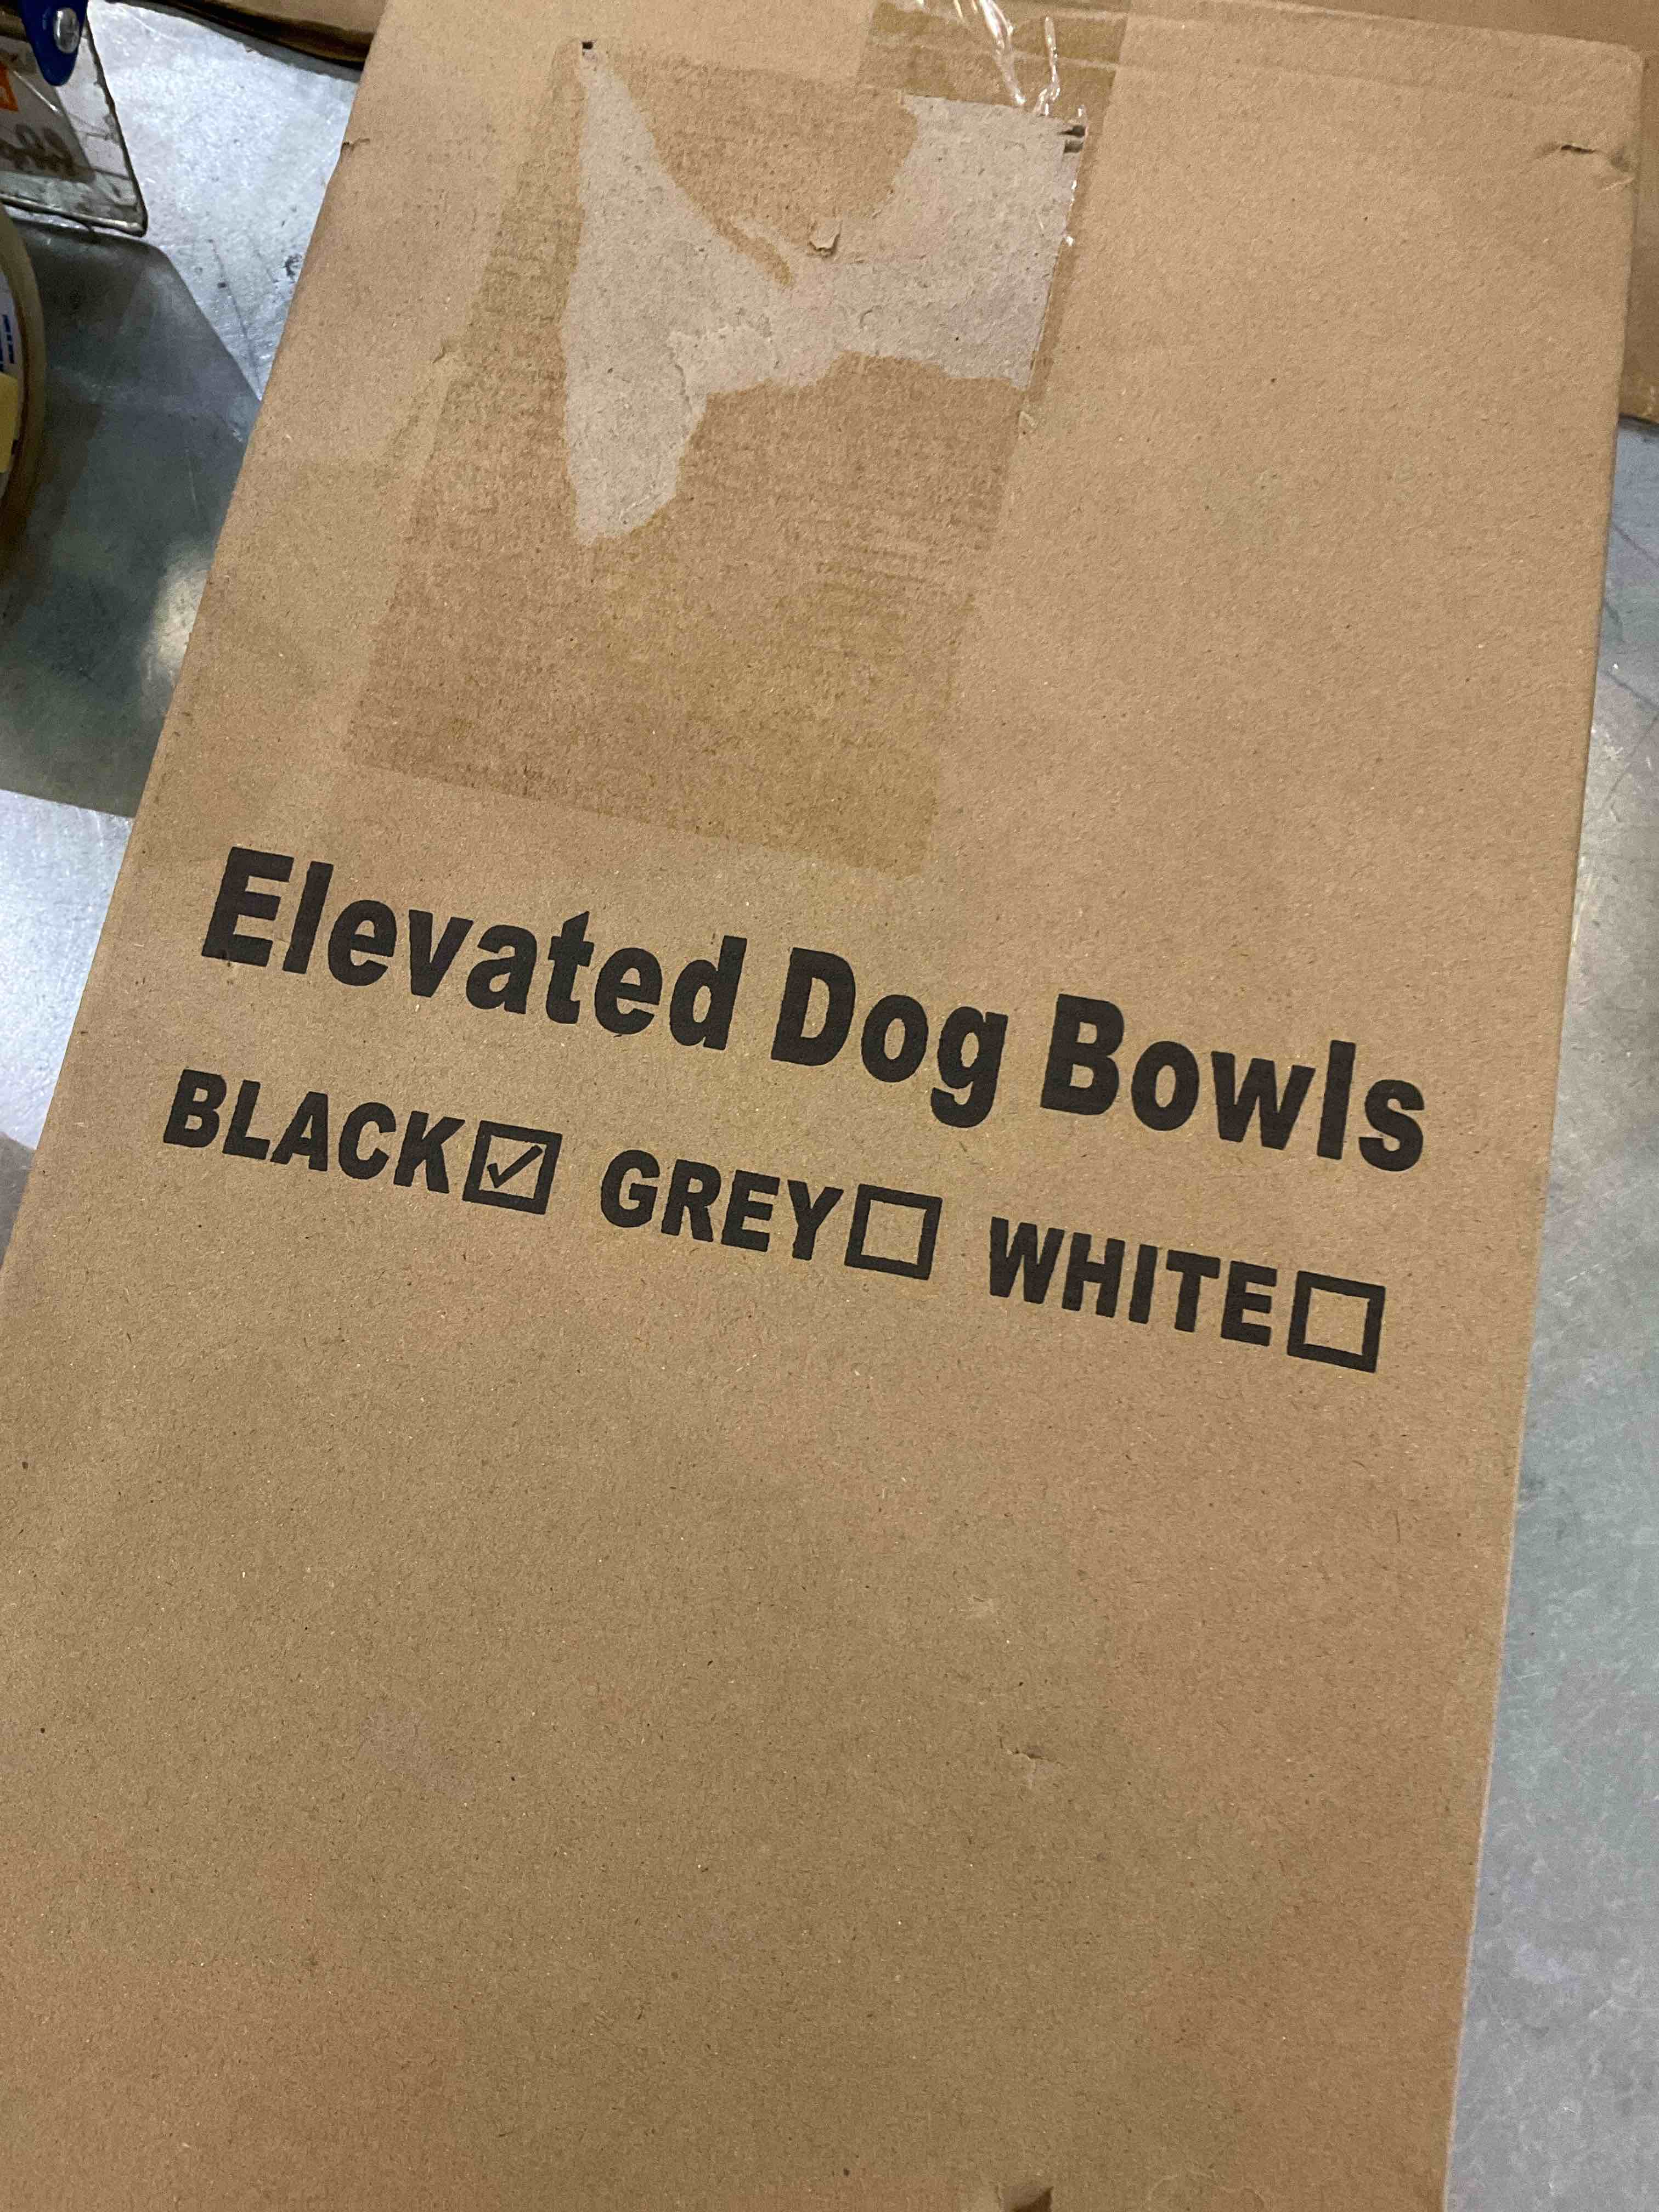 Elevated Dog Bowls
BLACK☑ GREY☐ WHITE☐